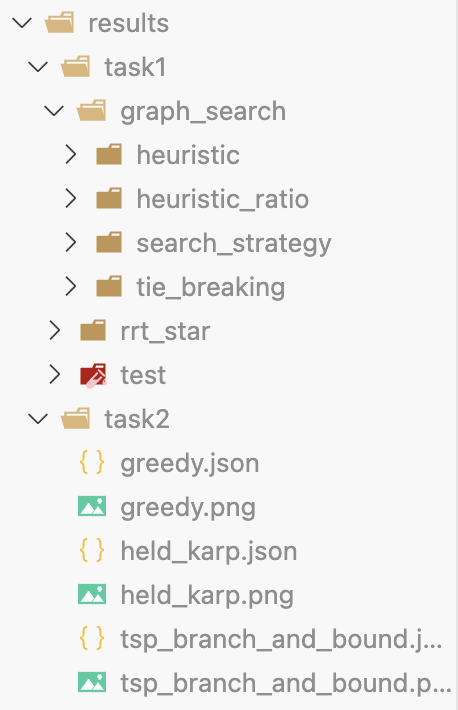 results
task1
graph_search
heuristic
heuristic_ratio
search_strategy
tie_breaking
rrt_star
test
task2
greedy.json
greedy.png
held_karp.json
held_karp.png
tsp_branch_and_bound.j...
tsp_branch_and_bound.p...